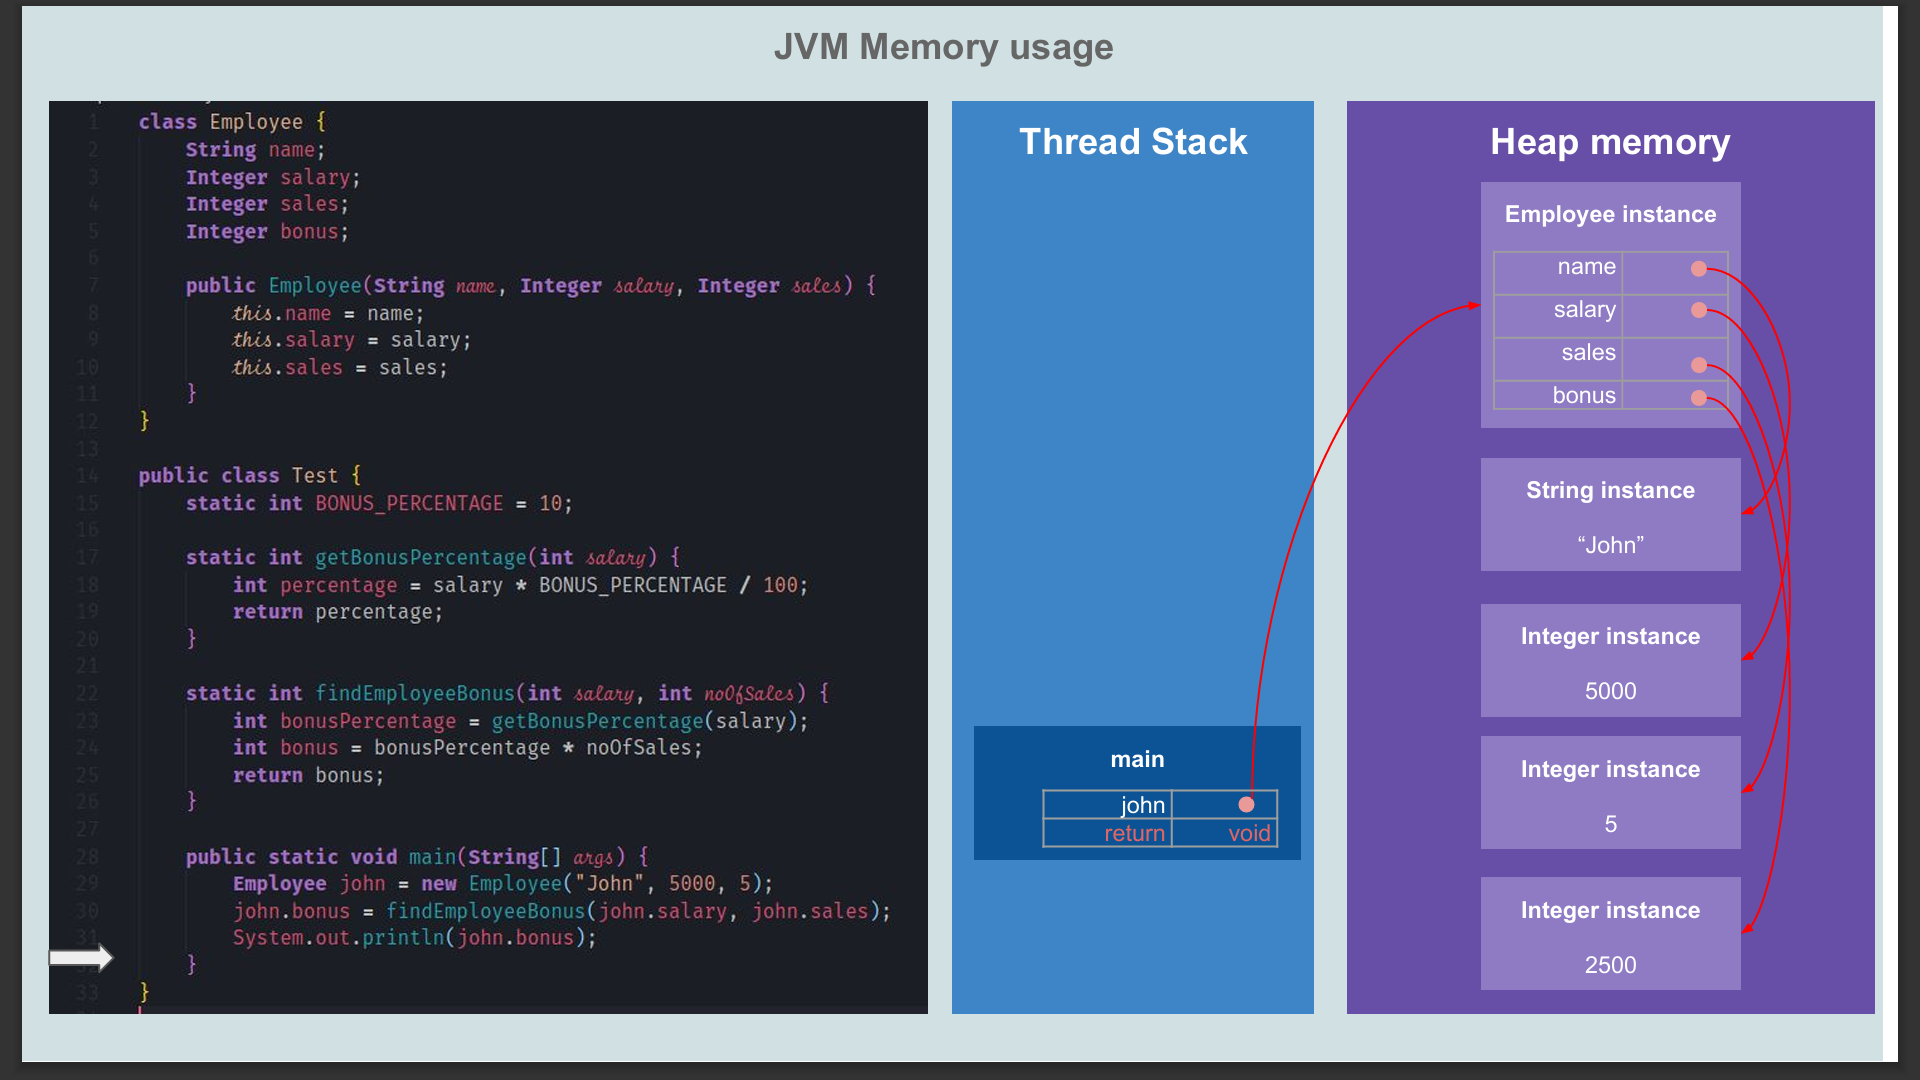 JVM Memory usage
1 class Employee {
2 String name;
3 Integer salary;
4 Integer sales;
5 Integer bonus;
6
7 public Employee(String name, Integer salary, Integer sales) {
8 this.name = name;
9 this.salary = salary;
10 this.sales = sales;
11 }
12 }
13
14 public class Test {
15 static int BONUS_PERCENTAGE = 10;
16
17 static int getBonusPercentage(int salary) {
18 int percentage = salary * BONUS_PERCENTAGE / 100;
19 return percentage;
20 }
21
22 static int findEmployeeBonus(int salary, int noOfSales) {
23 int bonusPercentage = getBonusPercentage(salary);
24 int bonus = bonusPercentage * noOfSales;
25 return bonus;
26 }
27
28 public static void main(String[] args) {
29 Employee john = new Employee("John", 5000, 5);
30 john.bonus = findEmployeeBonus(john.salary, john.sales);
31 System.out.println(john.bonus);
32 }
33 }
Thread Stack
main
john
return void
Heap memory
Employee instance
name
salary
sales
bonus
String instance
“John”
Integer instance
5000
Integer instance
5
Integer instance
2500